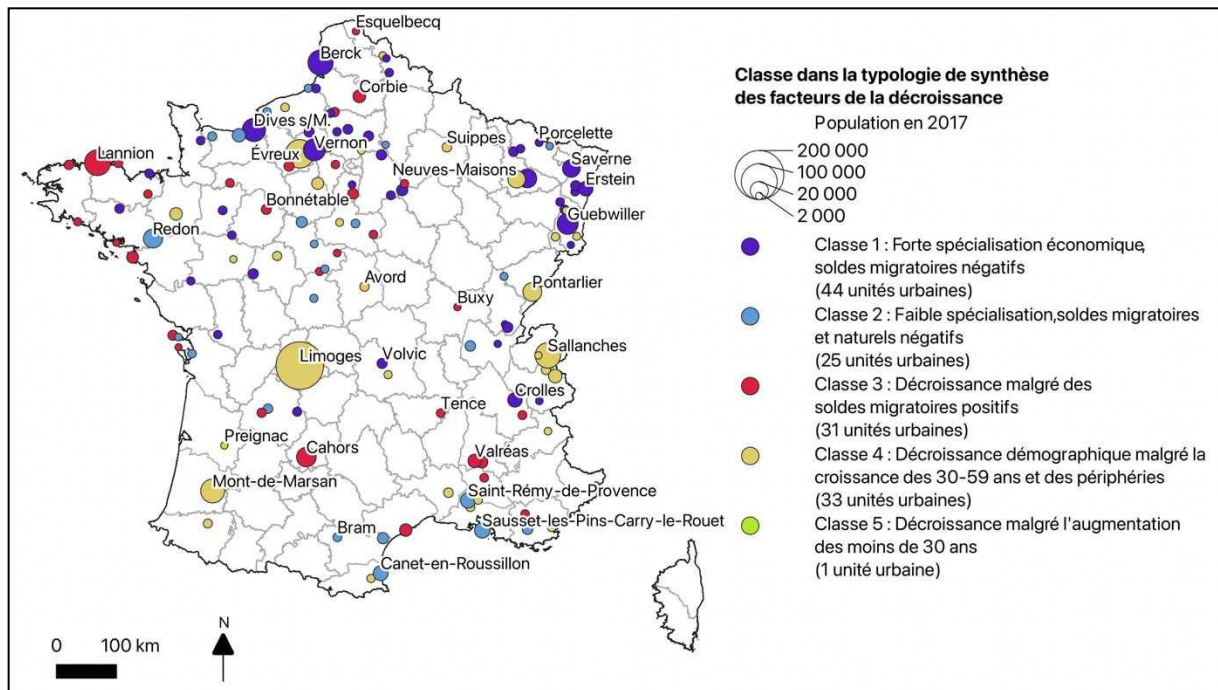 Esquelbecq
Berck
Corbie
Dives s/M.
Évreux
Vernon
Suippes
Porcelette
Lannion
Saverne
Neuves-Maisons
Erstein
Bonnétable
Guebwiller
Redon
Avord
Pontarlier
Buxy
Sallanches
Limoges
Volvic
Crolles
Tence
Preignac
Cahors
Valréas
Mont-de-Marsan
Saint-Rémy-de-Provence
Bram
Sausset-les-Pins-Carry-le-Rouet
Canet-en-Roussillon
N
0 100 km
Classe dans la typologie de synthèse
des facteurs de la décroissance
Population en 2017
200 000
100 000
20 000
2 000
Classe 1 : Forte spécialisation économique,
soldes migratoires négatifs
(44 unités urbaines)
Classe 2 : Faible spécialisation,soldes migratoires
et naturels négatifs
(25 unités urbaines)
Classe 3 : Décroissance malgré des
soldes migratoires positifs
(31 unités urbaines)
Classe 4 : Décroissance démographique malgré la
croissance des 30-59 ans et des périphéries
(33 unités urbaines)
Classe 5 : Décroissance malgré l'augmentation
des moins de 30 ans
(1 unité urbaine)